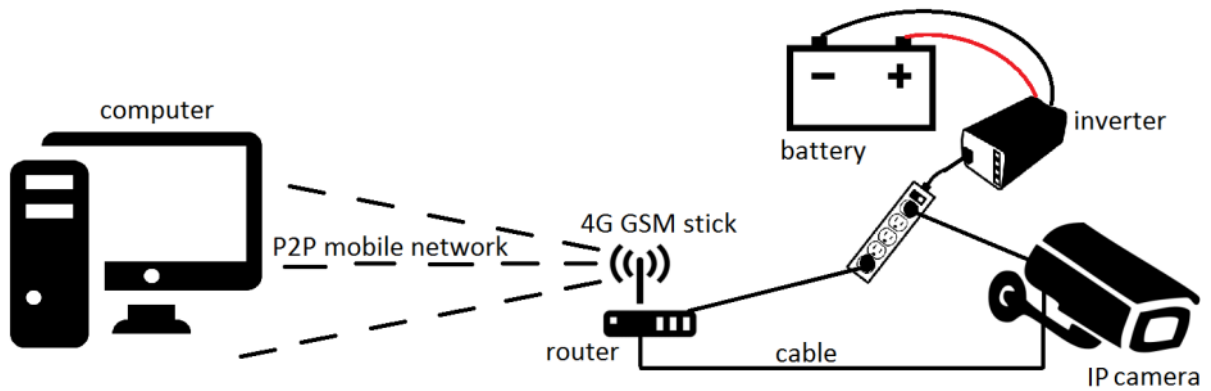 computer
battery
inverter
4G GSM stick
P2P mobile network
router
cable
IP camera